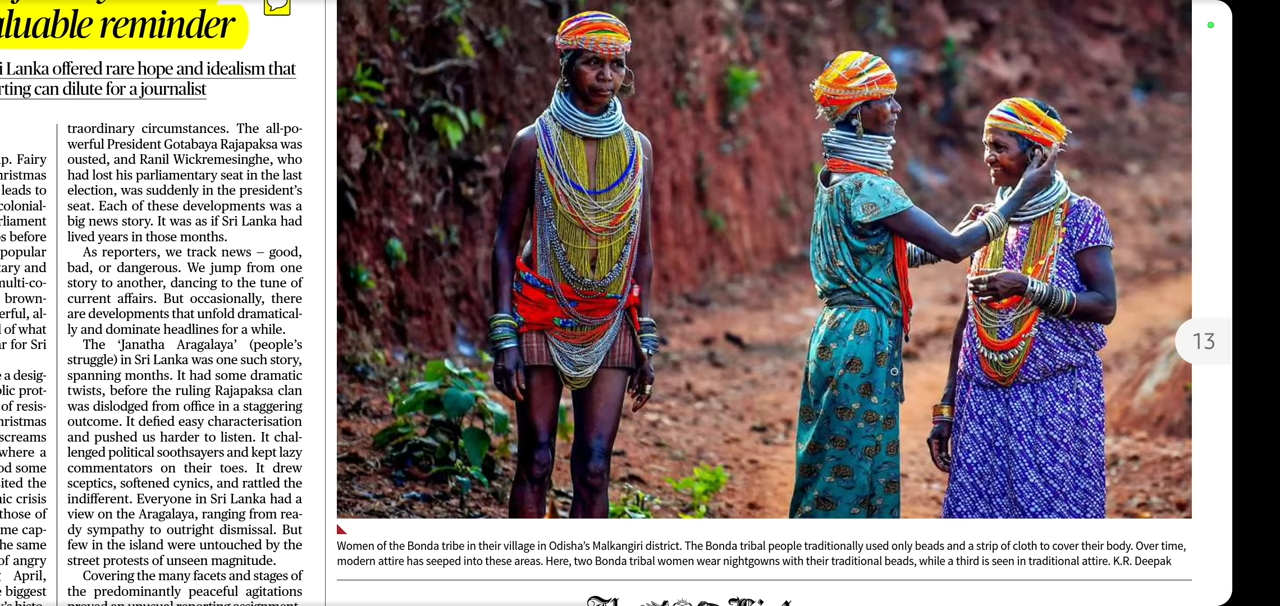 aluable reminder
i Lanka offered rare hope and idealism that
rting can dilute for a journalist
p. Fairy
hristmas
leads to
colonial-
rliament
s before
popular
tary and
multi-co-
brown-
erful, al-
l of what
r for Sri
e a desig-
blic prot-
of resis-
hristmas
screams
where a
od some
sited the
nic crisis
those of
me cap-
he same
of angry
April,
e biggest
traordinary circumstances. The all-po-
werful President Gotabaya Rajapaksa was
ousted, and Ranil Wickremesinghe, who
had lost his parliamentary seat in the last
election, was suddenly in the president's
seat. Each of these developments was a
big news story. It was as if Sri Lanka had
lived years in those months.
As reporters, we track news – good,
bad, or dangerous. We jump from one
story to another, dancing to the tune of
current affairs. But occasionally, there
are developments that unfold dramatical-
ly and dominate headlines for a while.
The ‘Janatha Aragalaya’ (people's
struggle) in Sri Lanka was one such story,
spanning months. It had some dramatic
twists, before the ruling Rajapaksa clan
was dislodged from office in a staggering
outcome. It defied easy characterisation
and pushed us harder to listen. It chal-
lenged political soothsayers and kept lazy
commentators on their toes. It drew
sceptics, softened cynics, and rattled the
indifferent. Everyone in Sri Lanka had a
view on the Aragalaya, ranging from rea-
dy sympathy to outright dismissal. But
few in the island were untouched by the
street protests of unseen magnitude.
Covering the many facets and stages of
the predominantly peaceful agitations
proved an unusual reporting assignment.
Women of the Bonda tribe in their village in Odisha's Malkangiri district. The Bonda tribal people traditionally used only beads and a strip of cloth to cover their body. Over time,
modern attire has seeped into these areas. Here, two Bonda tribal women wear nightgowns with their traditional beads, while a third is seen in traditional attire. K.R. Deepak
13